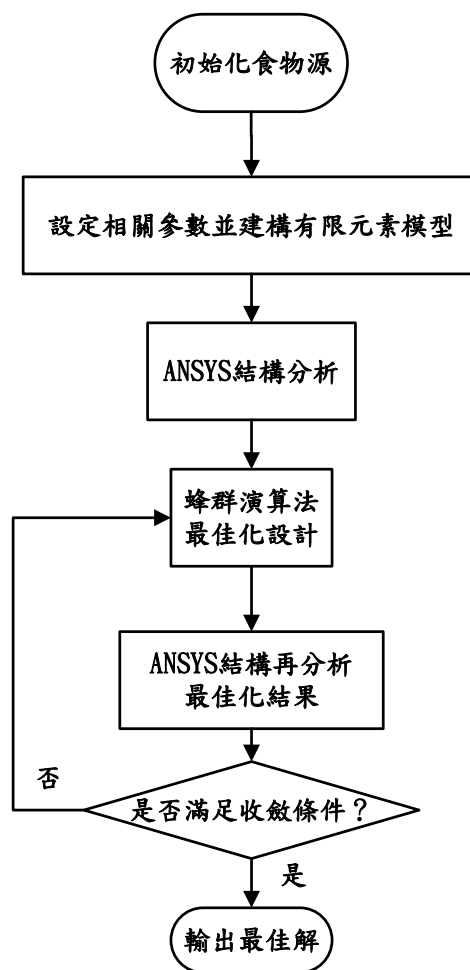 初始化食物源
設定相關參數並建構有限元素模型
ANSYS結構分析
蜂群演算法
最佳化設計
ANSYS結構再分析
最佳化結果
否
是否滿足收斂條件？
是
輸出最佳解